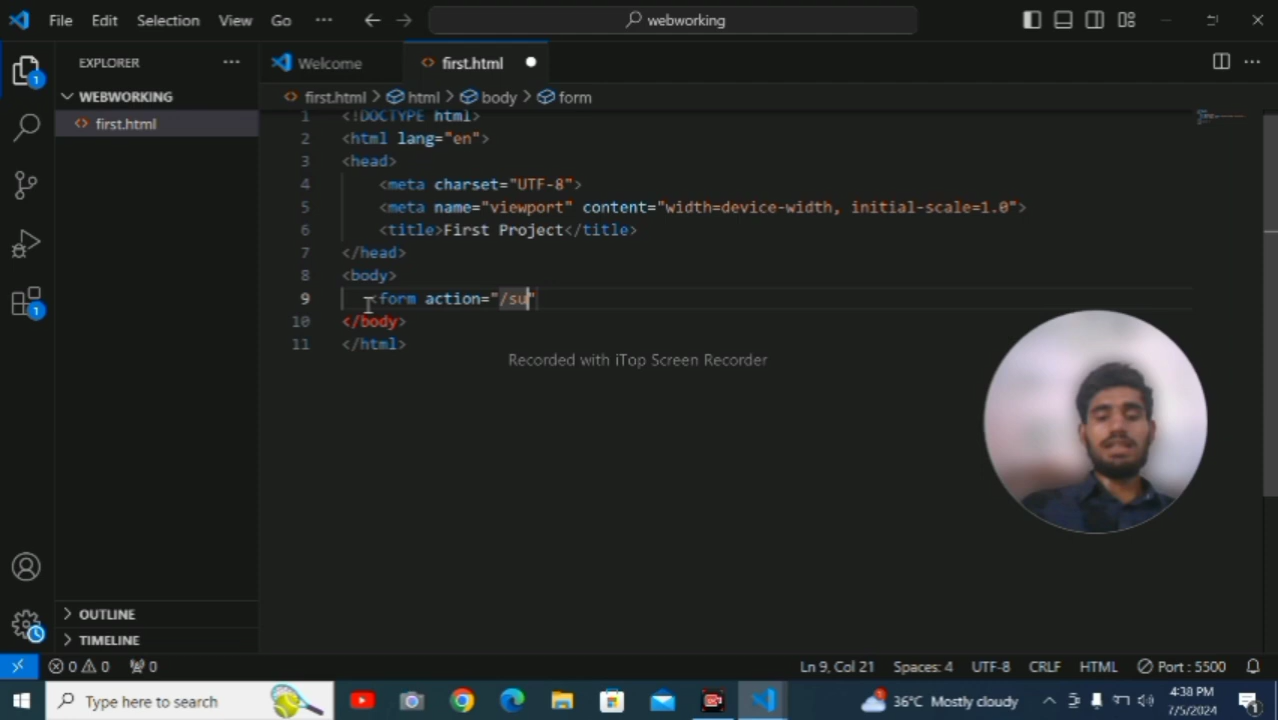 File Edit Selection View Go ··· webworking
EXPLORER ···
Welcome
first.html
WEBWORKING
first.html
first.html > html > body > form
1 <!DOCTYPE html>
2 <html lang="en">
3 <head>
4 <meta charset="UTF-8">
5 <meta name="viewport" content="width=device-width, initial-scale=1.0">
6 <title>First Project</title>
7 </head>
8 <body>
9 <form action="/su"
10 </body>
11 </html>
Recorded with iTop Screen Recorder
1
1
OUTLINE
TIMELINE
0 0 0 Ln 9, Col 21 Spaces: 4 UTF-8 CRLF HTML Port : 5500
Type here to search
36°C Mostly cloudy
4:38 PM
7/5/2024
1